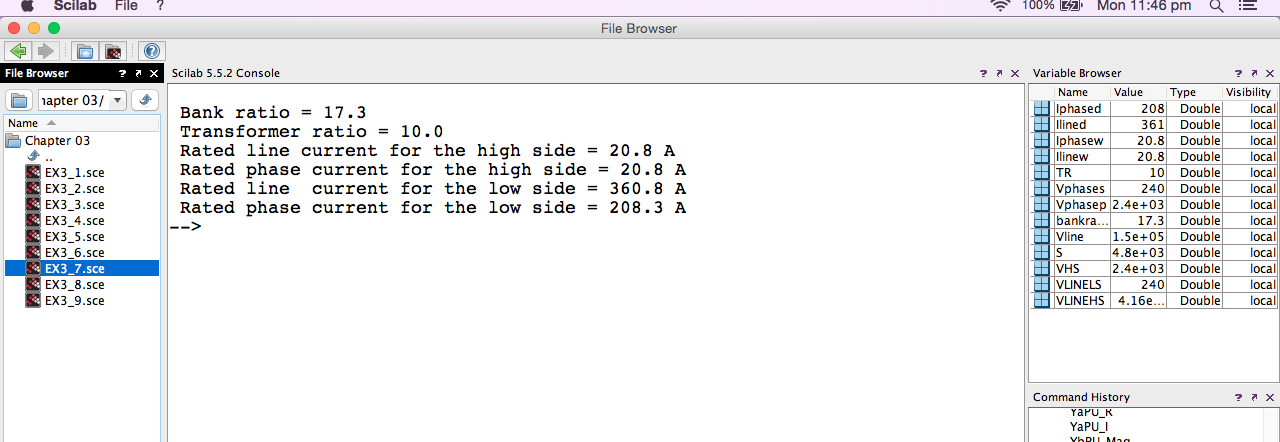 Scilab File ? 100% Mon 11:46 pm
File Browser
File Browser ? ↗ ✕
hapter 03/
Name
Chapter 03
..
EX3_1.sce
EX3_2.sce
EX3_3.sce
EX3_4.sce
EX3_5.sce
EX3_6.sce
EX3_7.sce
EX3_8.sce
EX3_9.sce
Scilab 5.5.2 Console ? ↗ ✕
Bank ratio = 17.3
Transformer ratio = 10.0
Rated line current for the high side = 20.8 A
Rated phase current for the high side = 20.8 A
Rated line  current for the low side = 360.8 A
Rated phase current for the low side = 208.3 A
-->
Variable Browser ? ↗ ✕
Name Value Type Visibility
Iphased 208 Double local
Ilined 361 Double local
Iphasew 20.8 Double local
Ilinew 20.8 Double local
TR 10 Double local
Vphases 240 Double local
Vphasep 2.4e+03 Double local
bankra... 17.3 Double local
Vline 1.5e+05 Double local
S 4.8e+03 Double local
VHS 2.4e+03 Double local
VLINELS 240 Double local
VLINEHS 4.16e... Double local
Command History ? ↗ ✕
YaPU_R
YaPU_I
YbPU_Mag